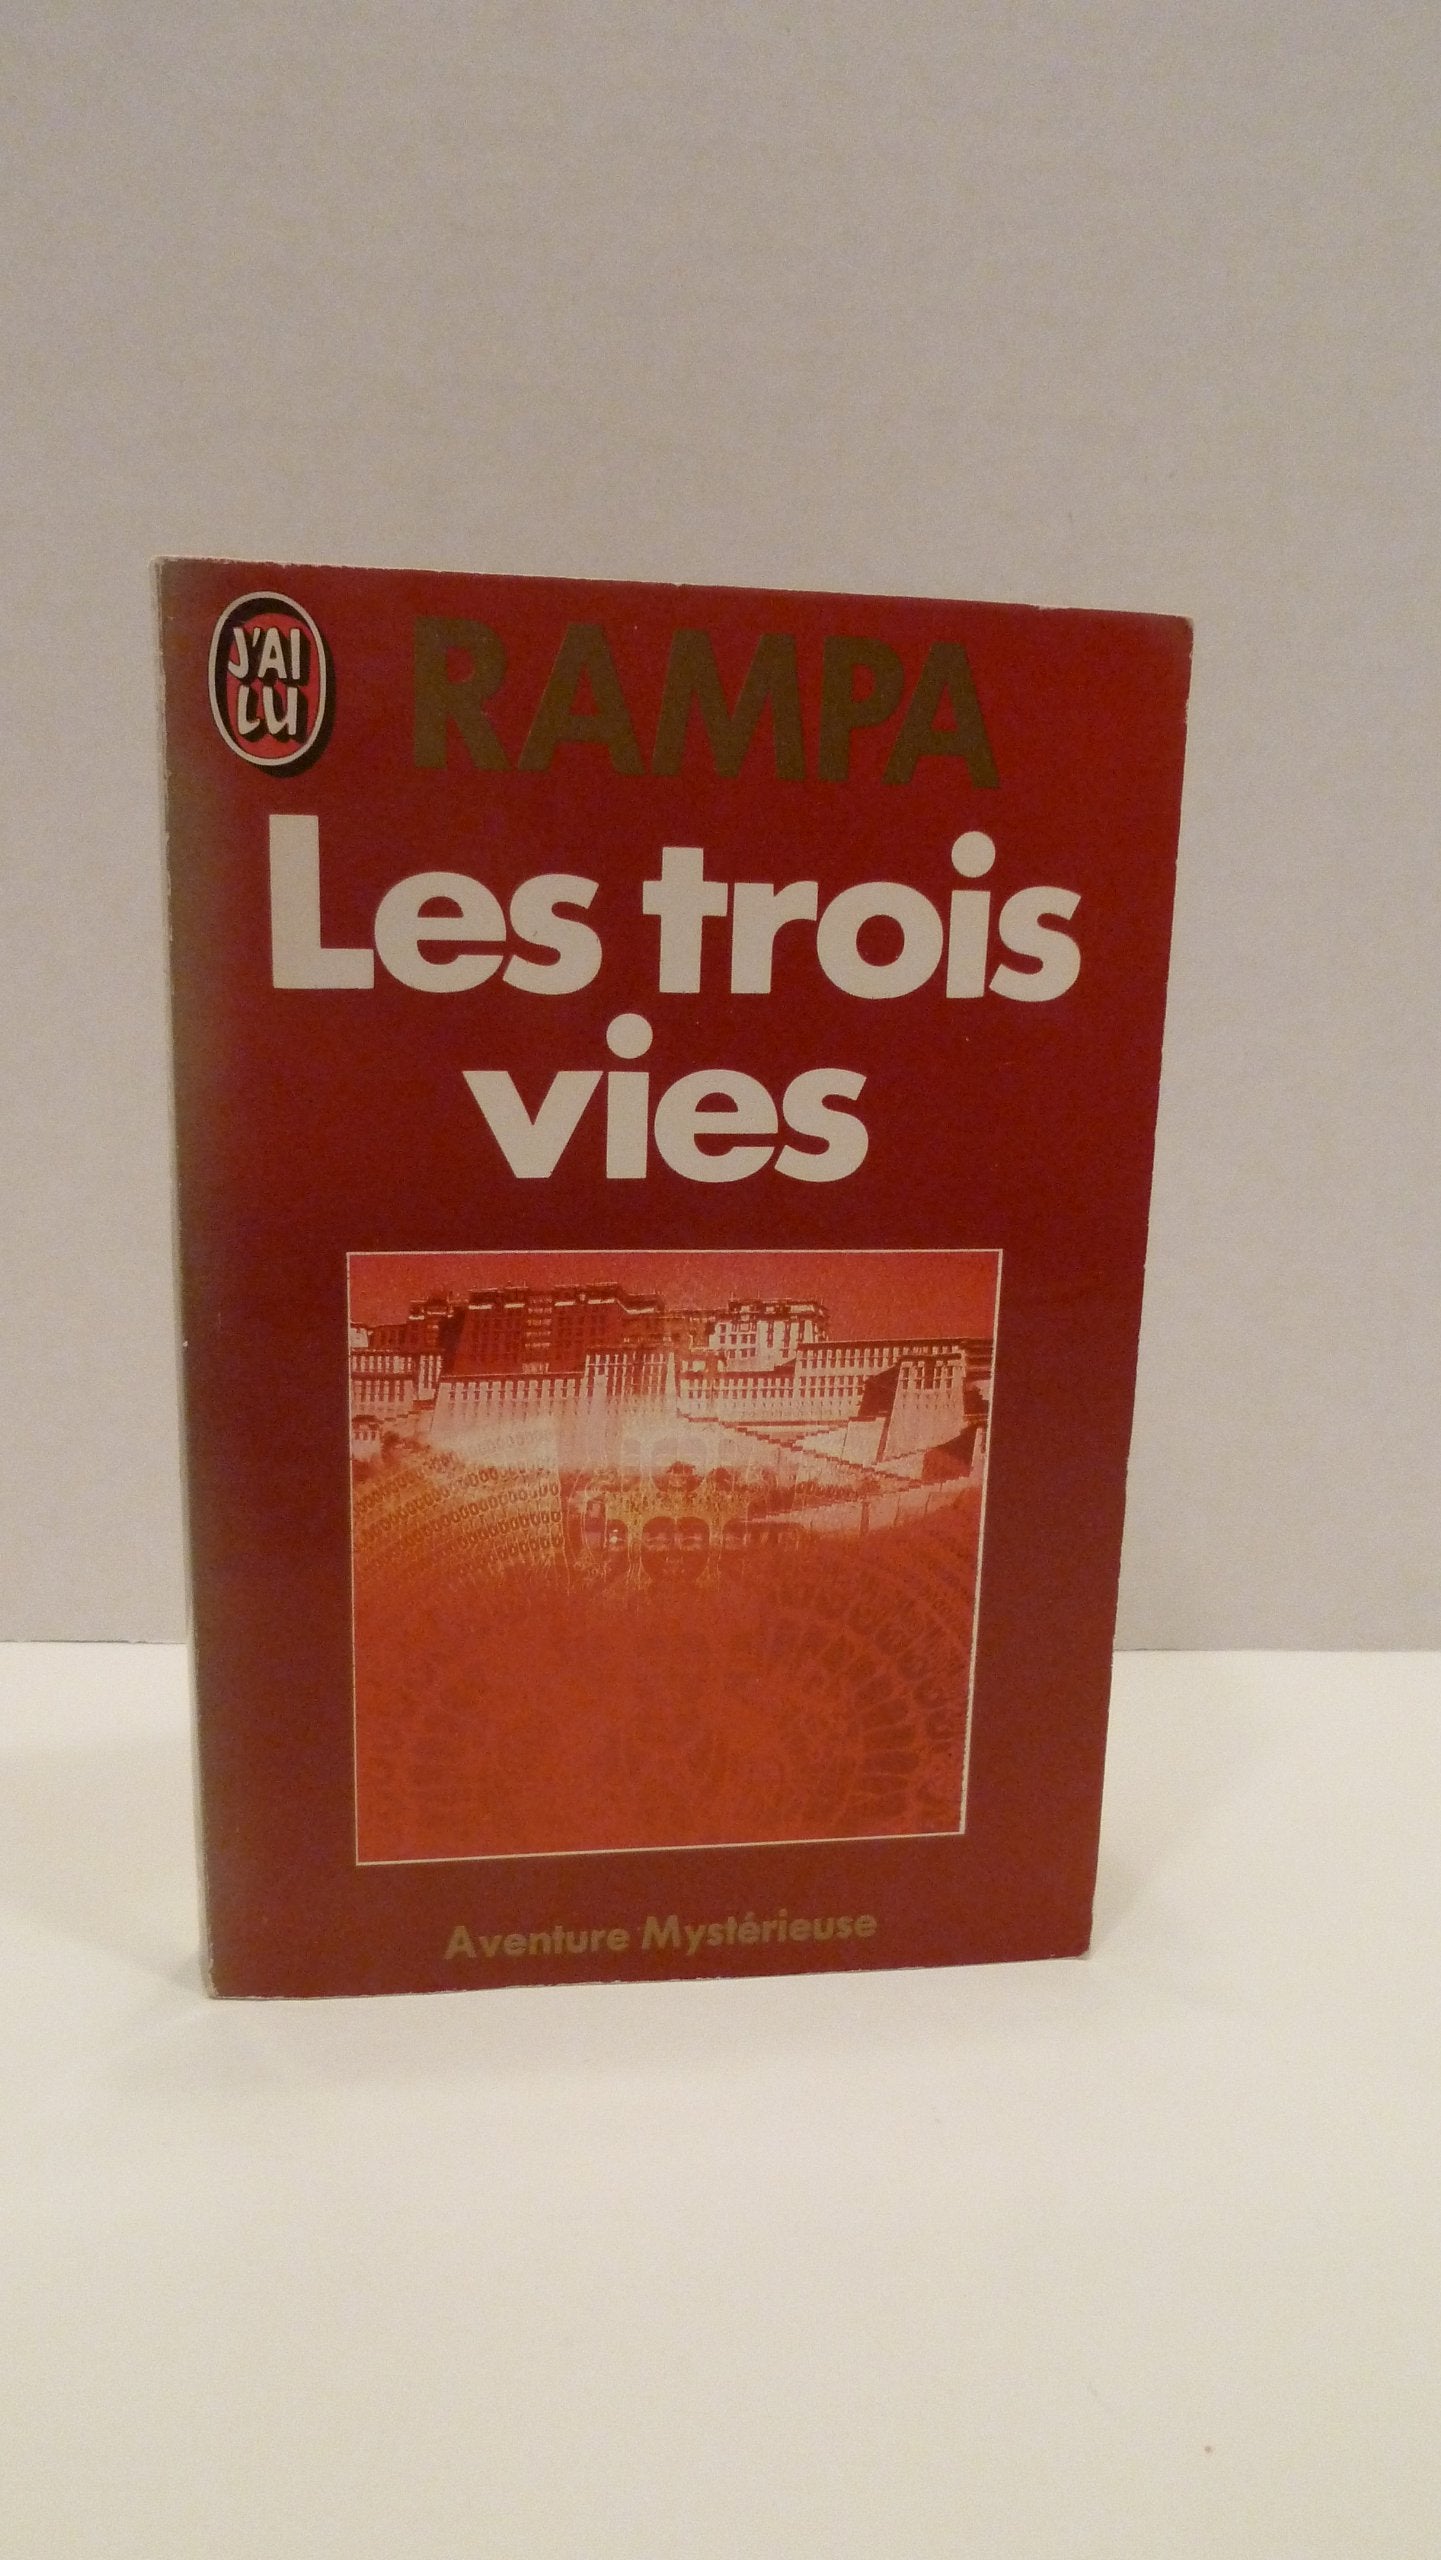 J'AI
LU
RAMPA
Les trois
vies
Aventure Mystérieuse